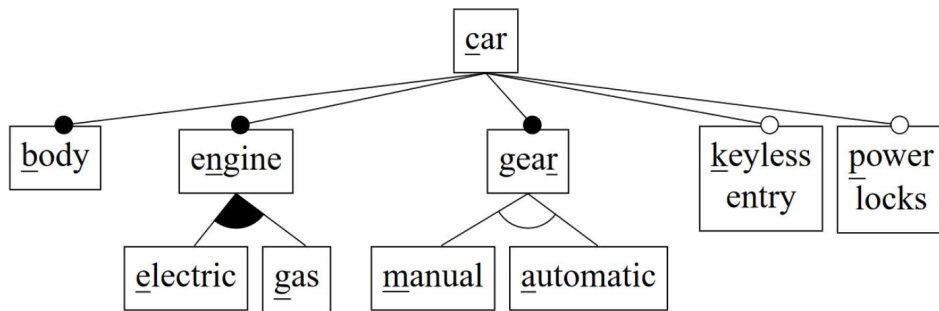 car
body
engine
gear
keyless
entry
power
locks
electric
gas
manual
automatic